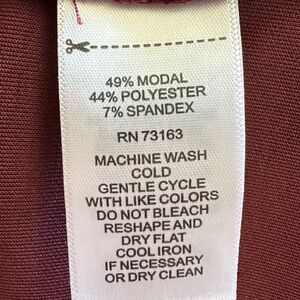 49% MODAL
44% POLYESTER
7% SPANDEX
RN 73163
MACHINE WASH
COLD
GENTLE CYCLE
WITH LIKE COLORS
DO NOT BLEACH
RESHAPE AND
DRY FLAT
COOL IRON
IF NECESSARY
OR DRY CLEAN